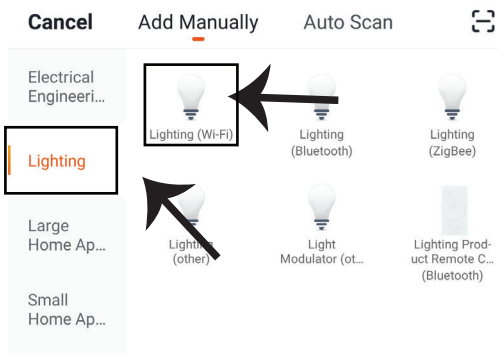 Cancel Add Manually Auto Scan
Electrical
Engineeri...
Lighting
Large
Home Ap...
Small
Home Ap...
Lighting (Wi-Fi)
Lighting
(Bluetooth)
Lighting
(ZigBee)
Lighting
(other)
Light
Modulator (ot...
Lighting Prod-
uct Remote C...
(Bluetooth)